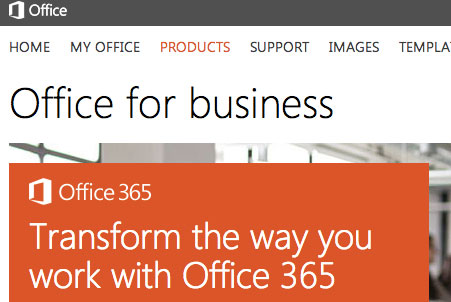 Office
HOME MY OFFICE PRODUCTS SUPPORT IMAGES TEMPLA
Office for business
Office 365
Transform the way you
work with Office 365